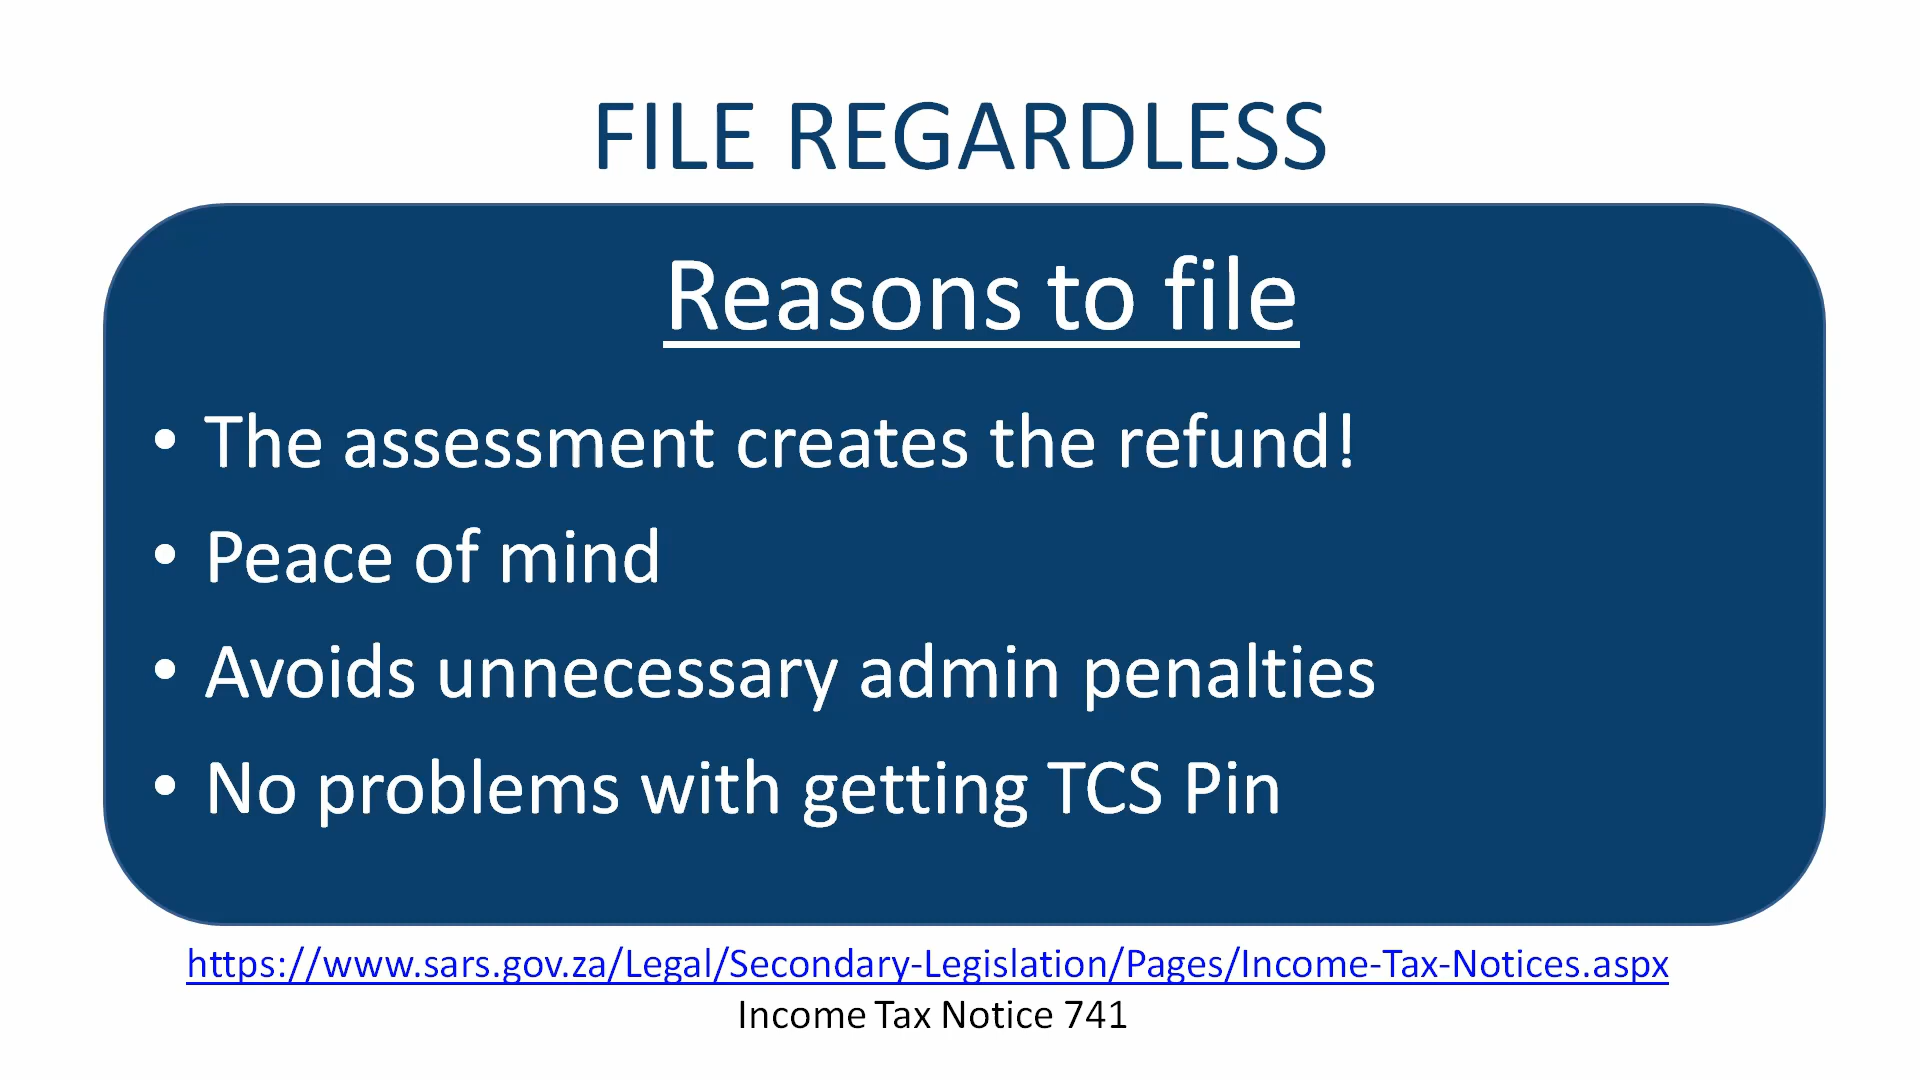 FILE REGARDLESS
Reasons to file
• The assessment creates the refund!
• Peace of mind
• Avoids unnecessary admin penalties
• No problems with getting TCS Pin
https://www.sars.gov.za/Legal/Secondary-Legislation/Pages/Income-Tax-Notices.aspx
Income Tax Notice 741